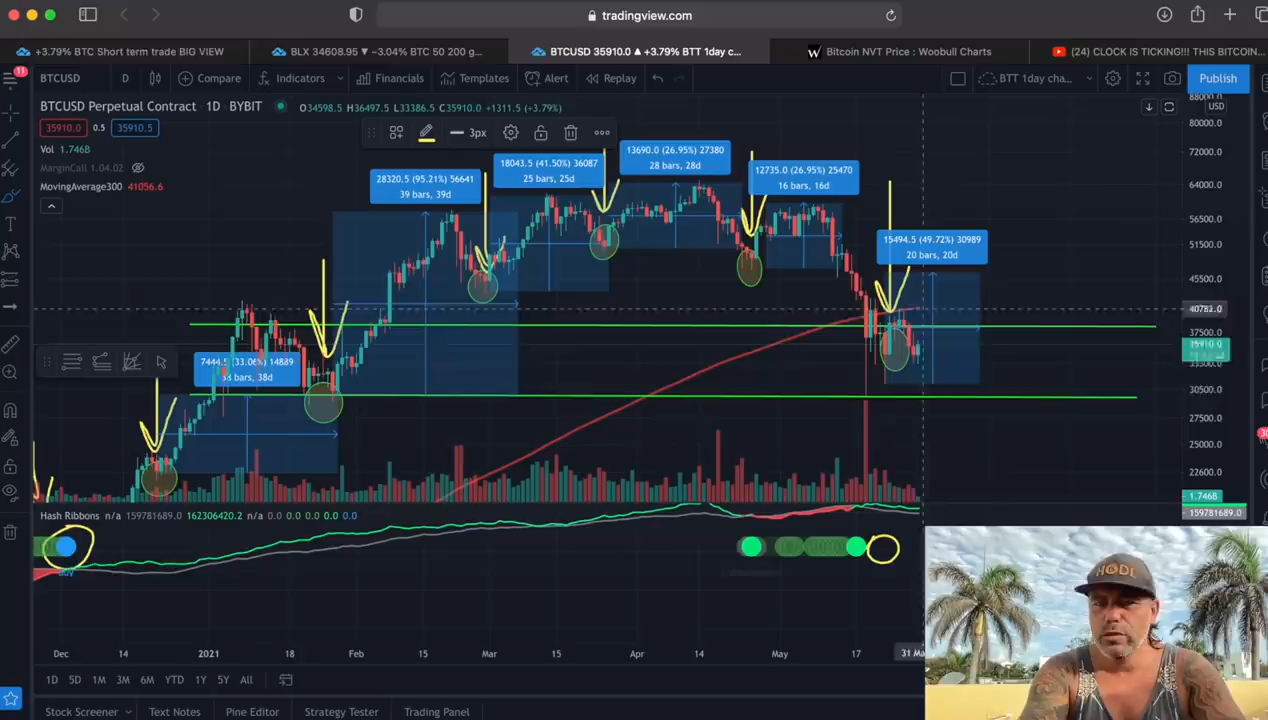 tradingview.com
+3.79% BTC Short term trade BIG VIEW
BLX 34608.95 ▼ −3.04% BTC 50 200 g...
BTCUSD 35910.0 ▲ +3.79% BTT 1day c...
Bitcoin NVT Price : Woobull Charts
(24) CLOCK IS TICKING!!! THIS BITCOIN...
11
BTCUSD
D
Compare
Indicators
Financials
Templates
Alert
Replay
BTT 1day cha...
Publish
BTCUSD Perpetual Contract · 1D · BYBIT
O34598.5 H36497.5 L33386.5 C35910.0 +1311.5 (+3.79%)
USD
35910.0
0.5
35910.5
3px
Vol 1.746B
MarginCall 1.04.02
MovingAverage300 41056.6
28320.5 (95.21%) 56641
39 bars, 39d
18043.5 (41.50%) 36087
25 bars, 25d
13690.0 (26.95%) 27380
28 bars, 28d
12735.0 (26.95%) 25470
16 bars, 16d
15494.5 (49.72%) 30989
20 bars, 20d
7444.5 (33.06%) 14889
38 bars, 38d
88000.0
80000.0
72000.0
64000.0
56500.0
51500.0
45500.0
40782.0
37500.0
35910.0
30500.0
27500.0
25000.0
22600.0
1.746B
159781689.0
Hash Ribbons n/a 159781689.0 162306420.2 n/a 0.0 0.0 0.0 0.0 0.0
HODL
Dec
14
2021
18
Feb
15
Mar
15
Apr
14
May
17
1D
5D
1M
3M
6M
YTD
1Y
5Y
All
Stock Screener
Text Notes
Pine Editor
Strategy Tester
Trading Panel